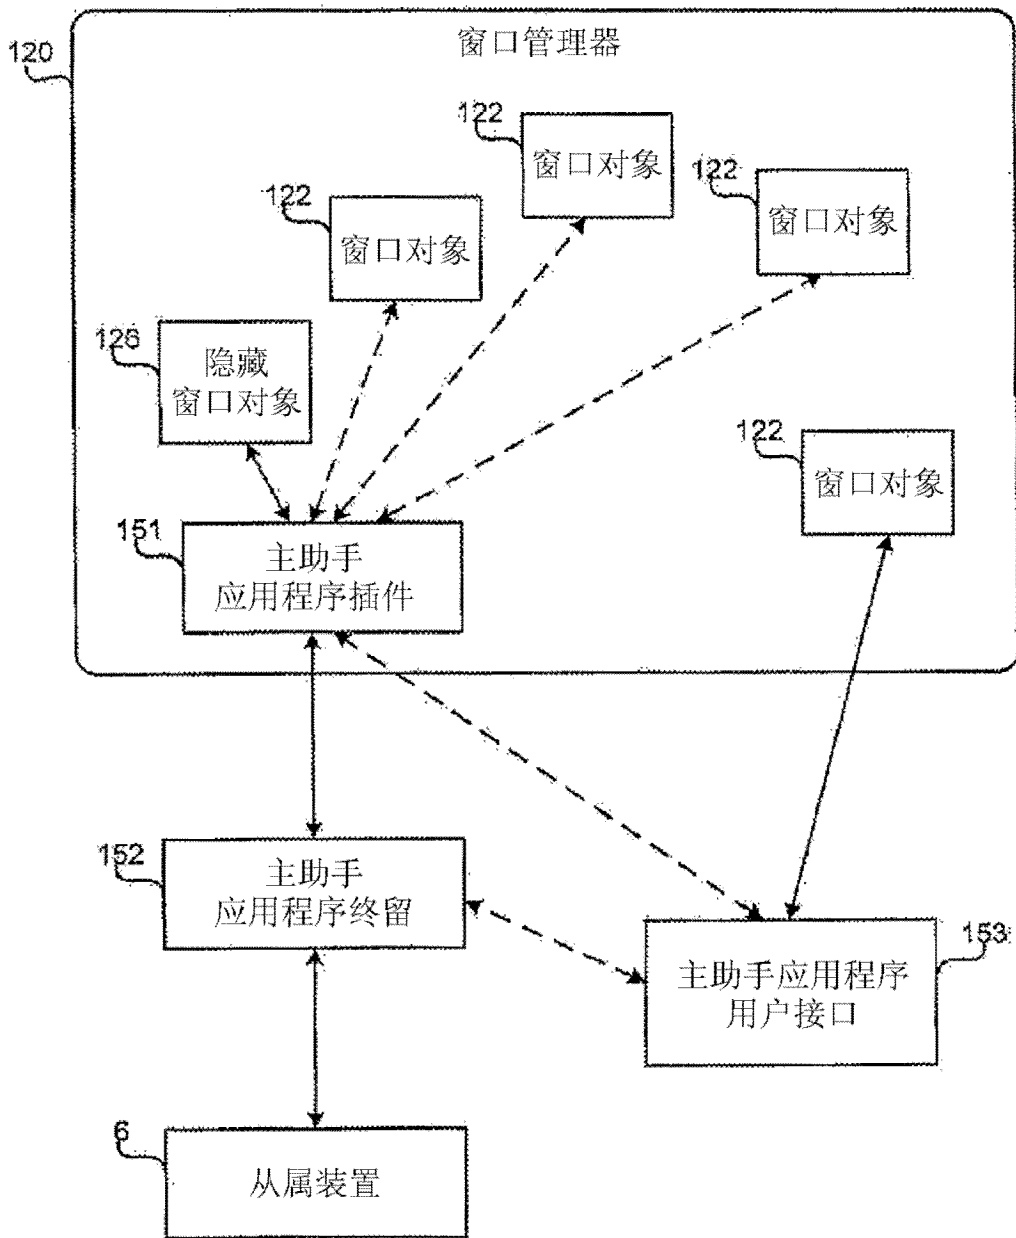 窗口管理器
120
122
窗口对象
122
窗口对象
122
窗口对象
126
隐藏
窗口对象
122
窗口对象
151
主助手
应用程序插件
152
主助手
应用程序终留
153
主助手应用程序
用户接口
6
从属装置